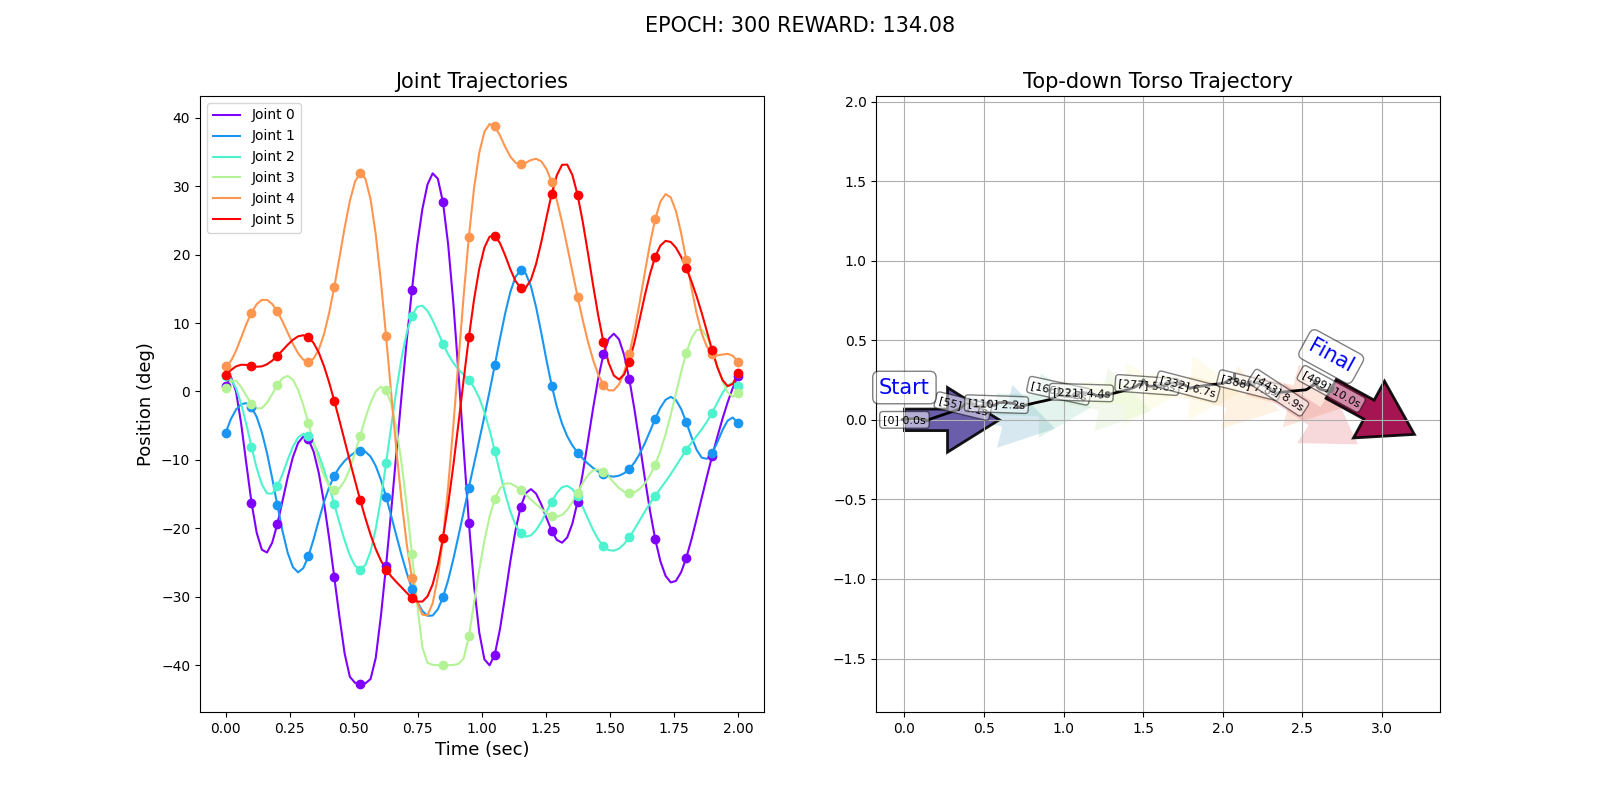 EPOCH: 300 REWARD: 134.08
Joint Trajectories
Joint 0
Joint 1
Joint 2
Joint 3
Joint 4
Joint 5
40
30
20
10
0
−10
−20
−30
−40
Position (deg)
0.00 0.25 0.50 0.75 1.00 1.25 1.50 1.75 2.00
Time (sec)
Top-down Torso Trajectory
2.0
1.5
1.0
0.5
0.0
−0.5
−1.0
−1.5
0.0 0.5 1.0 1.5 2.0 2.5 3.0
Start
Final
[0] 0.0s
[55]
[110] 2.2s
[221] 4.4s
[277]
[332] 6.7s
[388]
[443] 8.9s
[499] 10.0s